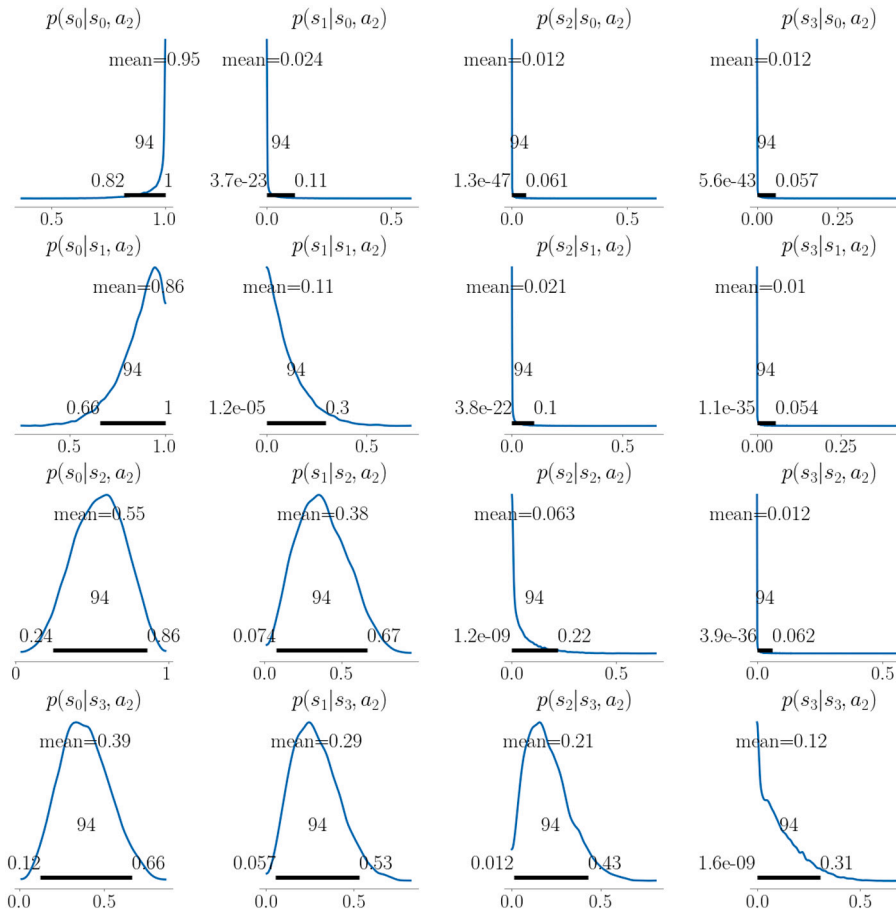 p(s₀|s₀, a₂) p(s₁|s₀, a₂) p(s₂|s₀, a₂) p(s₃|s₀, a₂)
mean=0.95 mean=0.024 mean=0.012 mean=0.012
94 94 94 94
0.82 1 3.7e-23 0.11 1.3e-47 0.061 5.6e-43 0.057
0.5 1.0 0.0 0.5 0.0 0.5 0.00 0.25
p(s₀|s₁, a₂) p(s₁|s₁, a₂) p(s₂|s₁, a₂) p(s₃|s₁, a₂)
mean=0.86 mean=0.11 mean=0.021 mean=0.01
94 94 94 94
0.66 1 1.2e-05 0.3 3.8e-22 0.1 1.1e-35 0.054
0.5 1.0 0.0 0.5 0.0 0.5 0.00 0.25
p(s₀|s₂, a₂) p(s₁|s₂, a₂) p(s₂|s₂, a₂) p(s₃|s₂, a₂)
mean=0.55 mean=0.38 mean=0.063 mean=0.012
94 94 94 94
0.24 0.86 0.074 0.67 1.2e-09 0.22 3.9e-36 0.062
0 1 0.0 0.5 0.0 0.5 0.0 0.5
p(s₀|s₃, a₂) p(s₁|s₃, a₂) p(s₂|s₃, a₂) p(s₃|s₃, a₂)
mean=0.39 mean=0.29 mean=0.21 mean=0.12
94 94 94 94
0.12 0.66 0.057 0.53 0.012 0.43 1.6e-09 0.31
0.0 0.5 0.0 0.5 0.0 0.5 0.0 0.5